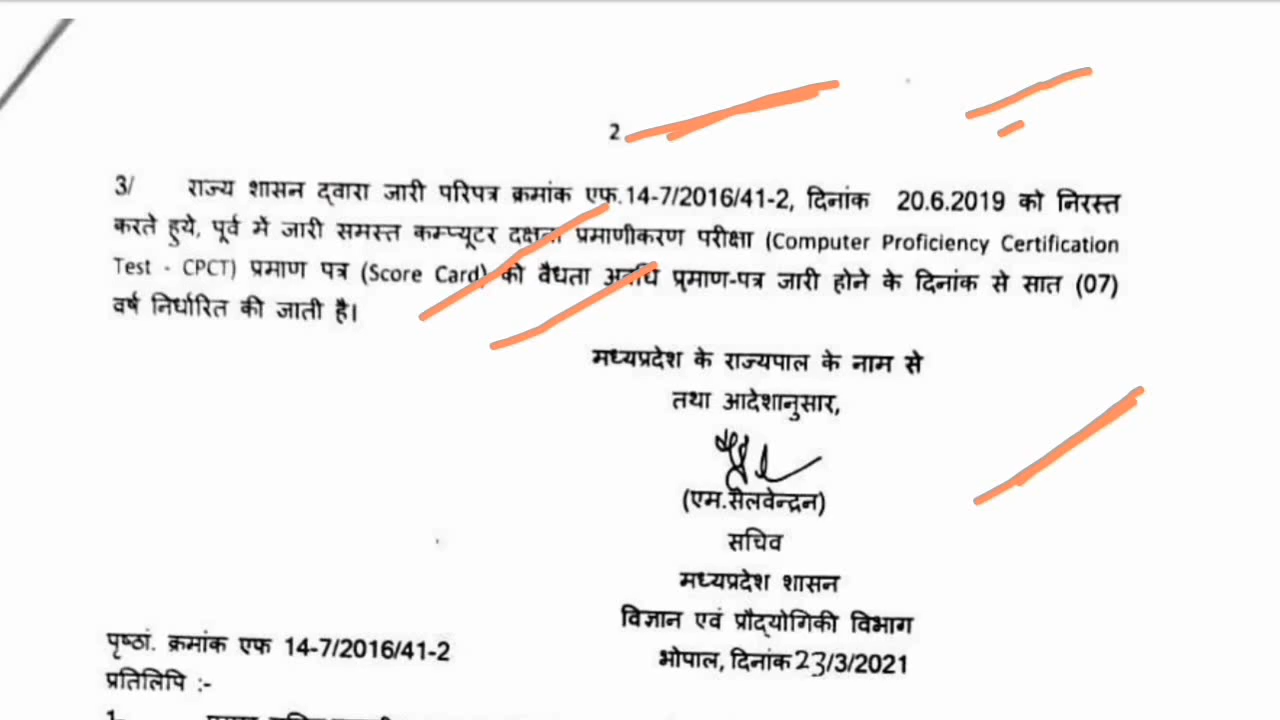 2
3/ राज्य शासन द्वारा जारी परिपत्र क्रमांक एफ.14-7/2016/41-2, दिनांक 20.6.2019 को निरस्त
करते हुये, पूर्व में जारी समस्त कम्प्यूटर दक्षता प्रमाणीकरण परीक्षा (Computer Proficiency Certification
Test - CPCT) प्रमाण पत्र (Score Card) की वैधता अवधि प्रमाण-पत्र जारी होने के दिनांक से सात (07)
वर्ष निर्धारित की जाती है।
मध्यप्रदेश के राज्यपाल के नाम से
तथा आदेशानुसार,
(एम.सैलवेन्द्रन)
सचिव
मध्यप्रदेश शासन
विज्ञान एवं प्रौद्योगिकी विभाग
भोपाल, दिनांक 23/3/2021
पृष्ठां. क्रमांक एफ 14-7/2016/41-2
प्रतिलिपि :-
1-